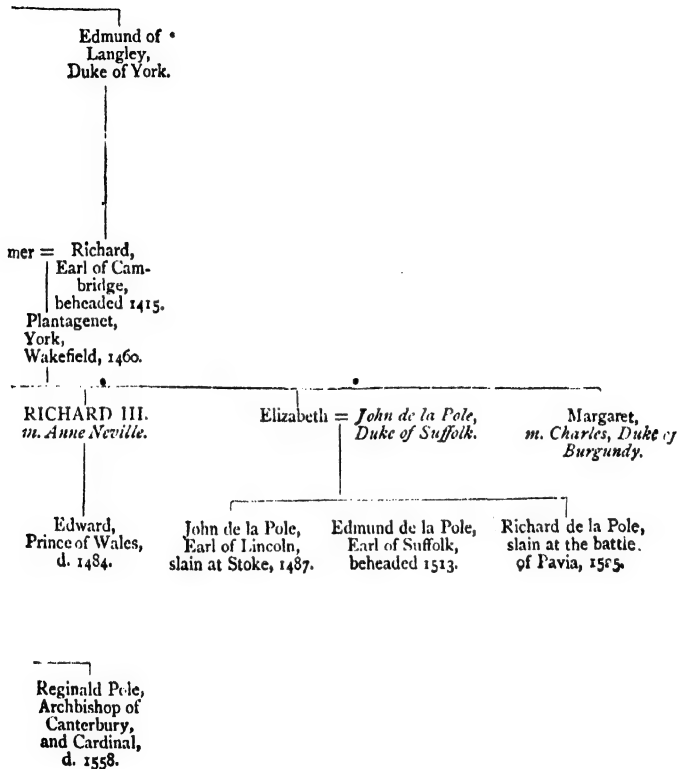 Edmund of
Langley,
Duke of York.
mer = Richard,
Earl of Cam-
bridge,
beheaded 1415.
Plantagenet,
York,
Wakefield, 1460.
RICHARD III.
m. Anne Neville.
Elizabeth = John de la Pole,
Duke of Suffolk.
Margaret,
m. Charles, Duke of
Burgundy.
Edward,
Prince of Wales,
d. 1484.
John de la Pole,
Earl of Lincoln,
slain at Stoke, 1487.
Edmund de la Pole,
Earl of Suffolk,
beheaded 1513.
Richard de la Pole,
slain at the battle
of Pavia,
Reginald Pole,
Archbishop of
Canterbury,
and Cardinal,
d. 1558.